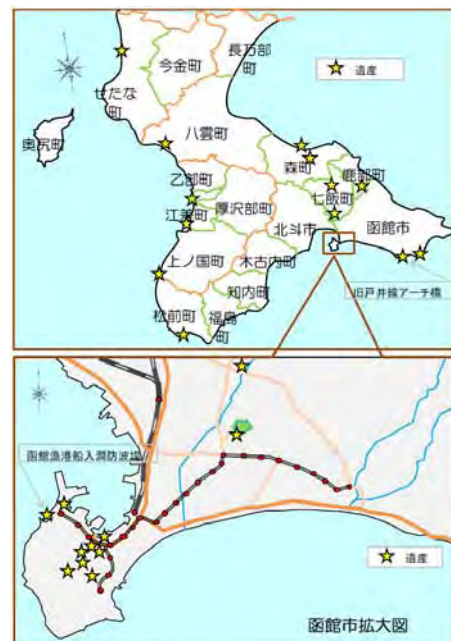 長万部
町
今金町
遺産
せたな
町
八雲町
奥尻町
森町
鹿部町
乙部町
七飯町
厚沢部町
江差町
北斗市
函館市
上ノ国町
木古内町
旧戸井線アーチ橋
知内町
松前町
福島
町
函館漁港船入澗防波堤
遺産
函館市拡大図